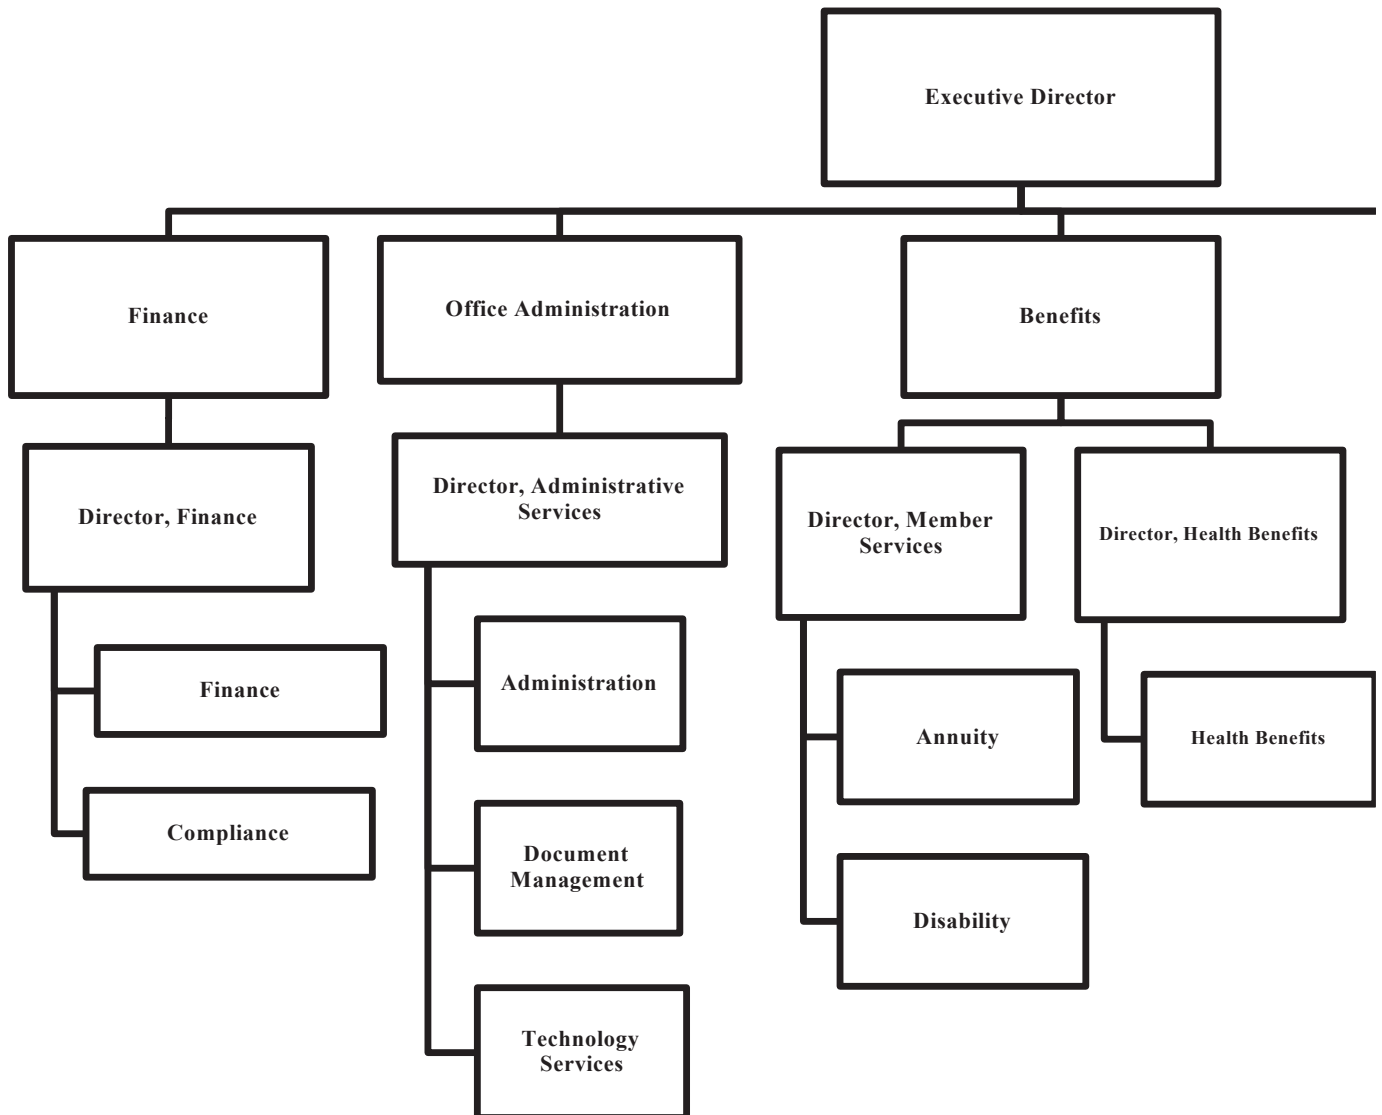 Executive Director
Finance
Office Administration
Benefits
Director, Finance
Director, Administrative
Services
Director, Member
Services
Director, Health Benefits
Finance
Compliance
Administration
Document
Management
Technology
Services
Annuity
Disability
Health Benefits